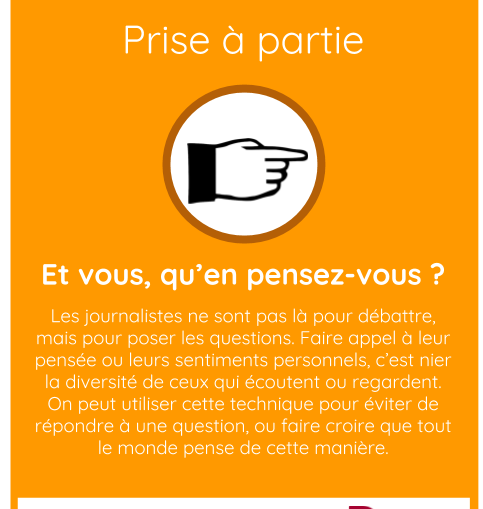 Prise à partie
Et vous, qu’en pensez-vous ?
Les journalistes ne sont pas là pour débattre,
mais pour poser les questions. Faire appel à leur
pensée ou leurs sentiments personnels, c’est nier
la diversité de ceux qui écoutent ou regardent.
On peut utiliser cette technique pour éviter de
répondre à une question, ou faire croire que tout
le monde pense de cette manière.